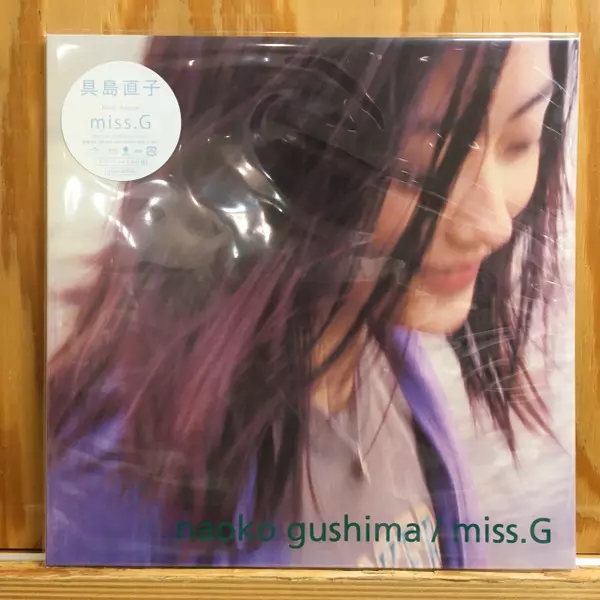 具島直子
miss.G
naoko gushima / miss.G